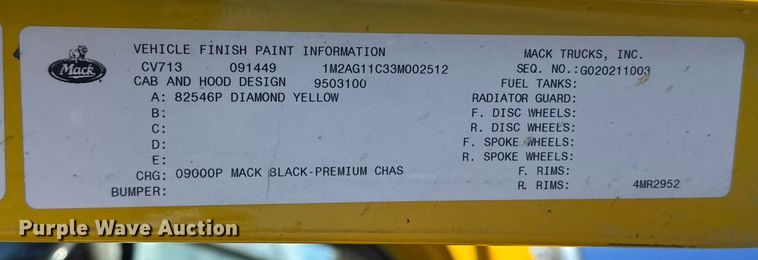 Mack
VEHICLE FINISH PAINT INFORMATION MACK TRUCKS, INC.
CV713 091449 1M2AG11C33M002512 SEQ. NO.:G020211003
CAB AND HOOD DESIGN 9503100 FUEL TANKS:
A: 82546P DIAMOND YELLOW RADIATOR GUARD:
B: F. DISC WHEELS:
C: R. DISC WHEELS:
D: F. SPOKE WHEELS:
E: R. SPOKE WHEELS:
CRG: 09000P MACK BLACK-PREMIUM CHAS F. RIMS:
BUMPER: R. RIMS: 4MR2952
Purple Wave Auction